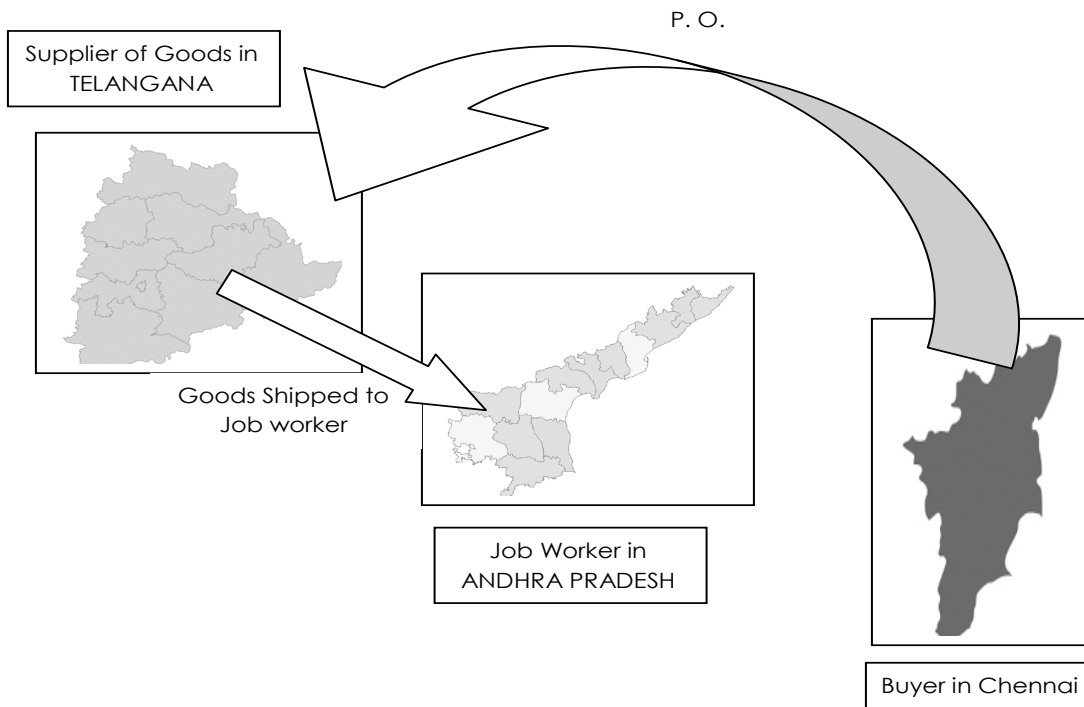 P. O.
Supplier of Goods in
TELANGANA
Goods Shipped to
Job worker
Job Worker in
ANDHRA PRADESH
Buyer in Chennai